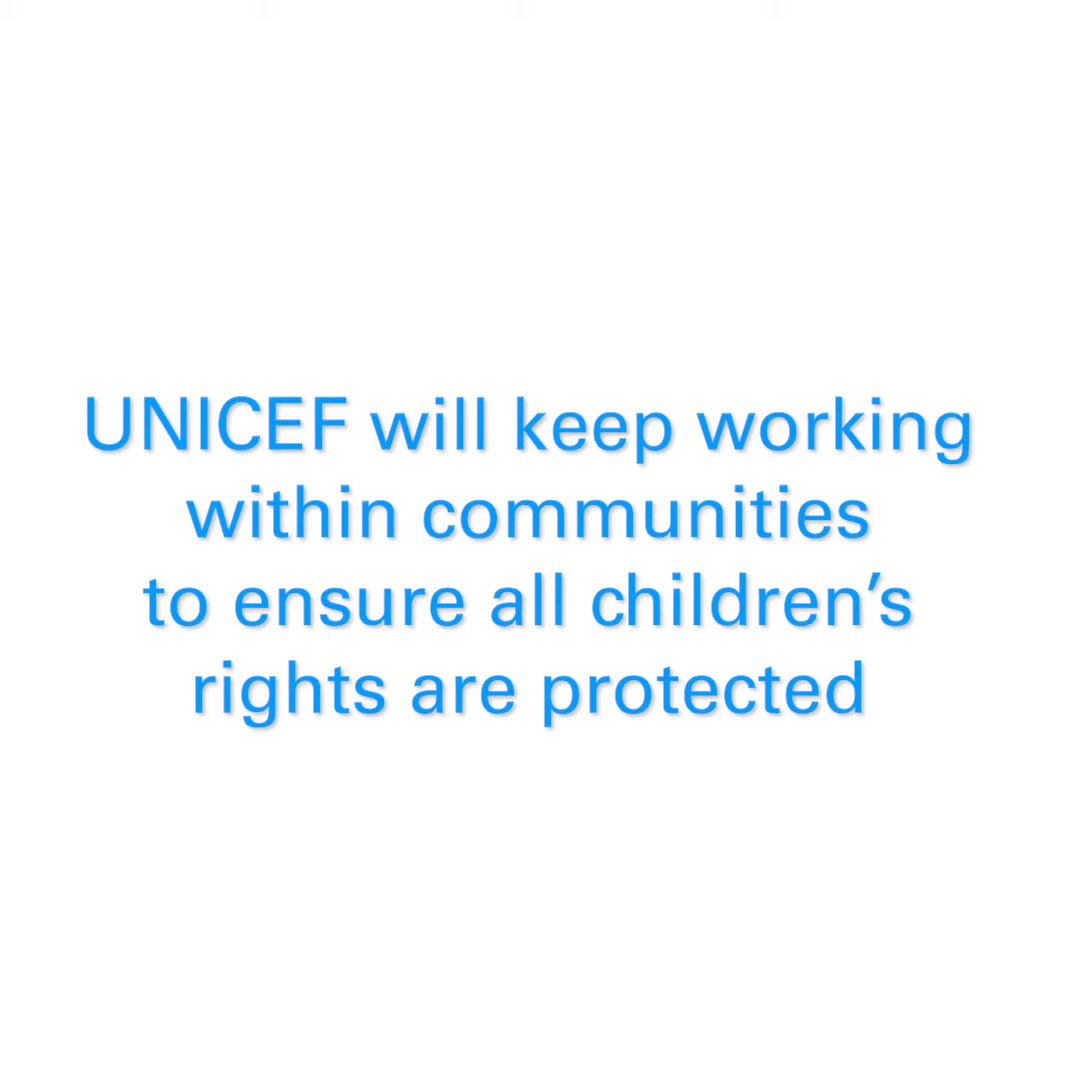 UNICEF will keep working
within communities
to ensure all children’s
rights are protected